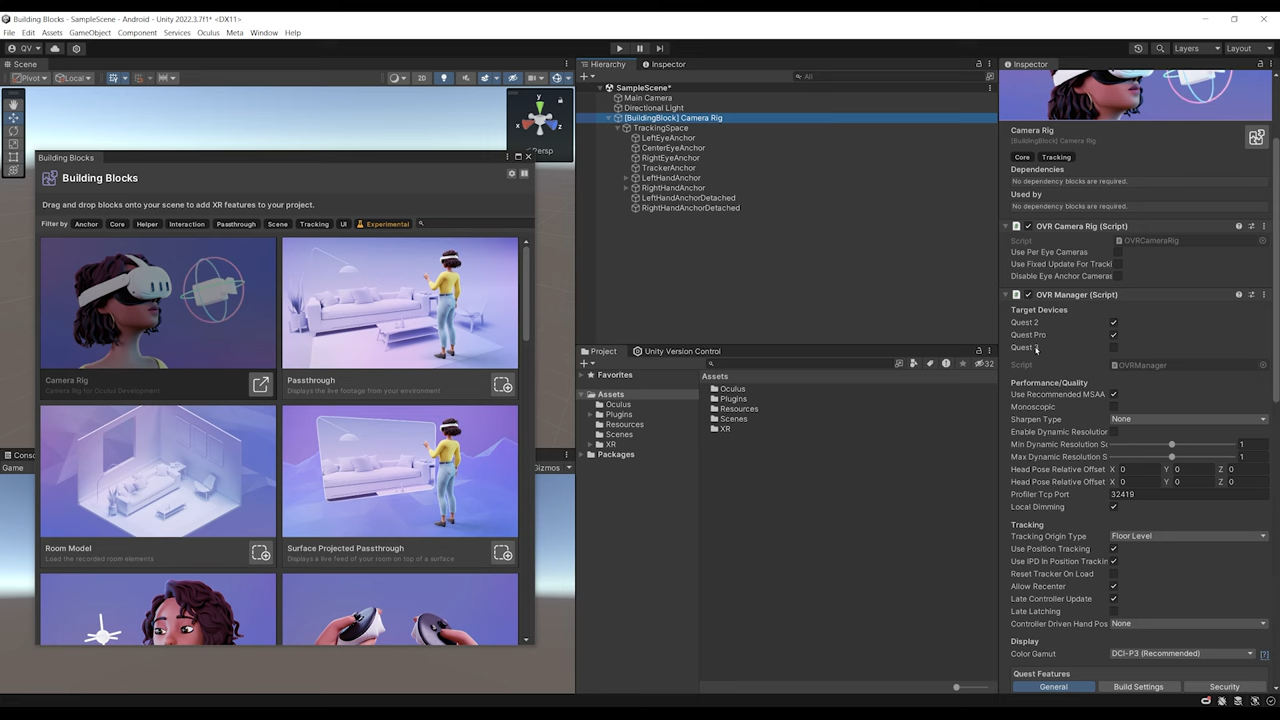 Building Blocks - SampleScene - Android - Unity 2022.3.7f1* <DX11>
File Edit Assets GameObject Component Services Oculus Meta Window Help
QV
Layers Layout
Scene
Pivot Local
2D
y
x
z
Persp
Building Blocks
Building Blocks
Drag and drop blocks onto your scene to add XR features to your project.
Filter by Anchor Core Helper Interaction Passthrough Scene Tracking UI Experimental
Camera Rig
Camera Rig for Oculus Development
Passthrough
Displays the live footage from your environment
Room Model
Load the recorded room elements
Surface Projected Passthrough
Displays a live feed of your room on top of a surface
Conso
Game
Gizmos
Hierarchy Inspector
All
SampleScene*
Main Camera
Directional Light
[BuildingBlock] Camera Rig
TrackingSpace
LeftEyeAnchor
CenterEyeAnchor
RightEyeAnchor
TrackerAnchor
LeftHandAnchor
RightHandAnchor
LeftHandAnchorDetached
RightHandAnchorDetached
Project Unity Version Control
32
Favorites
Assets
Oculus
Plugins
Resources
Scenes
XR
Packages
Assets
Oculus
Plugins
Resources
Scenes
XR
Inspector
Camera Rig
[BuildingBlock] Camera Rig
Core Tracking
Dependencies
No dependency blocks are required.
Used by
No dependency blocks are required.
OVR Camera Rig (Script)
Script OVRCameraRig
Use Per Eye Cameras
Use Fixed Update For Tracki
Disable Eye Anchor Cameras
OVR Manager (Script)
Target Devices
Quest 2
Quest Pro
Quest
Script OVRManager
Performance/Quality
Use Recommended MSAA
Monoscopic
Sharpen Type None
Enable Dynamic Resolution
Min Dynamic Resolution Sc 1
Max Dynamic Resolution S 1
Head Pose Relative Offset X 0 Y 0 Z 0
Head Pose Relative Offset X 0 Y 0 Z 0
Profiler Tcp Port 32419
Local Dimming
Tracking
Tracking Origin Type Floor Level
Use Position Tracking
Use IPD In Position Trackin
Reset Tracker On Load
Allow Recenter
Late Controller Update
Late Latching
Controller Driven Hand Pos None
Display
Color Gamut DCI-P3 (Recommended) [?]
Quest Features
General Build Settings Security